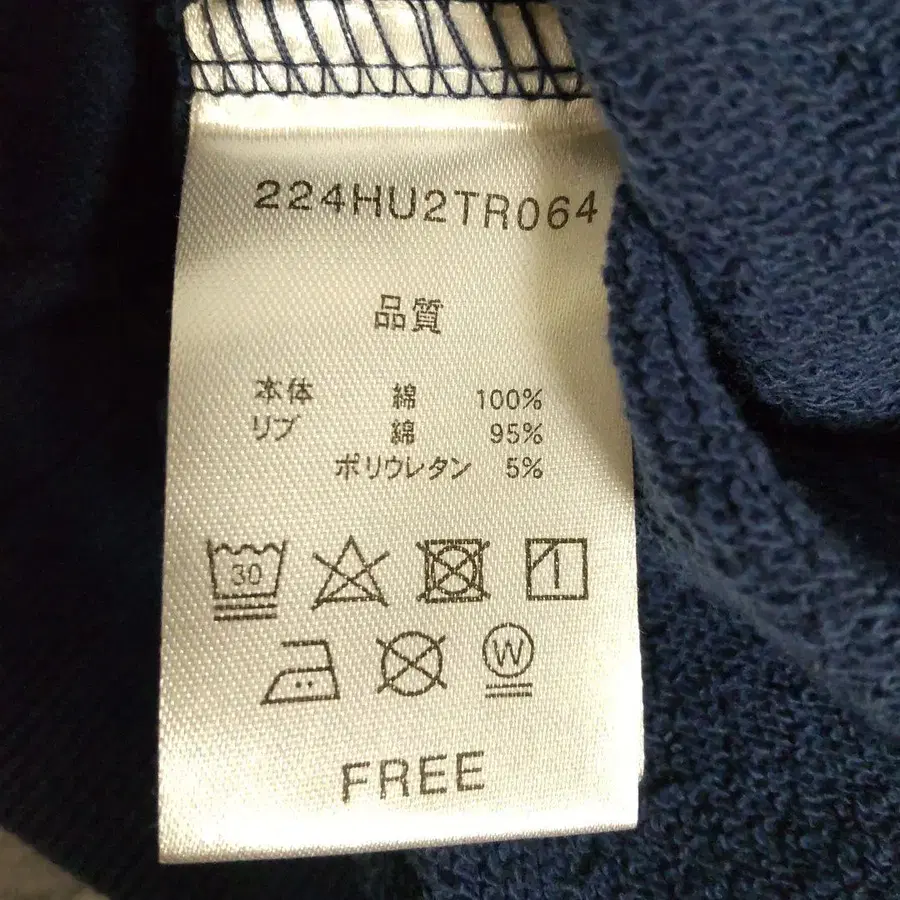 224HU2TR064
品質
本体 綿 100%
リブ 綿 95%
ポリウレタン 5%
30
W
FREE